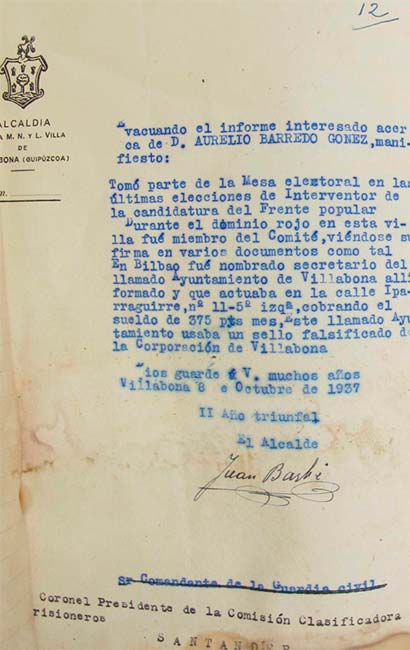 12
ALCALDIA
A M. N. Y L. VILLA
DE
BONA (GUIPÚZCOA)
Evacuando el informe interesado acer
ca de D. AURELIO BARREDO GONEZ,mani-
fiesto:
Tomó parte de la Mesa electoral en las
últimas elecciones de Interventor de
la candidatura del Frente popular
Durante el dominio rojo en esta vi-
lla fué miembro del Comité,viéndose su
firma en varios documentos como tal
En Bilbao fué nombrado secretario del
llamado Ayuntamiento de Villabona allí
formado y que actuaba en la calle Ipa-
rraguirre,nº 11-5º izqª,cobrando el
sueldo de 375 pts mes,Este llamado Ayu
tamiento usaba un sello falsificado de
la Corporación de Villabona
Dios guarde á V. muchos años
Villabona 8 e Octubre de 1937
II Año triunfal
El Alcalde
Juan
Sr Comandante de la Guardia civil
Coronel Presidente de la Comisión Clasificadora
risioneros
SANTANDER